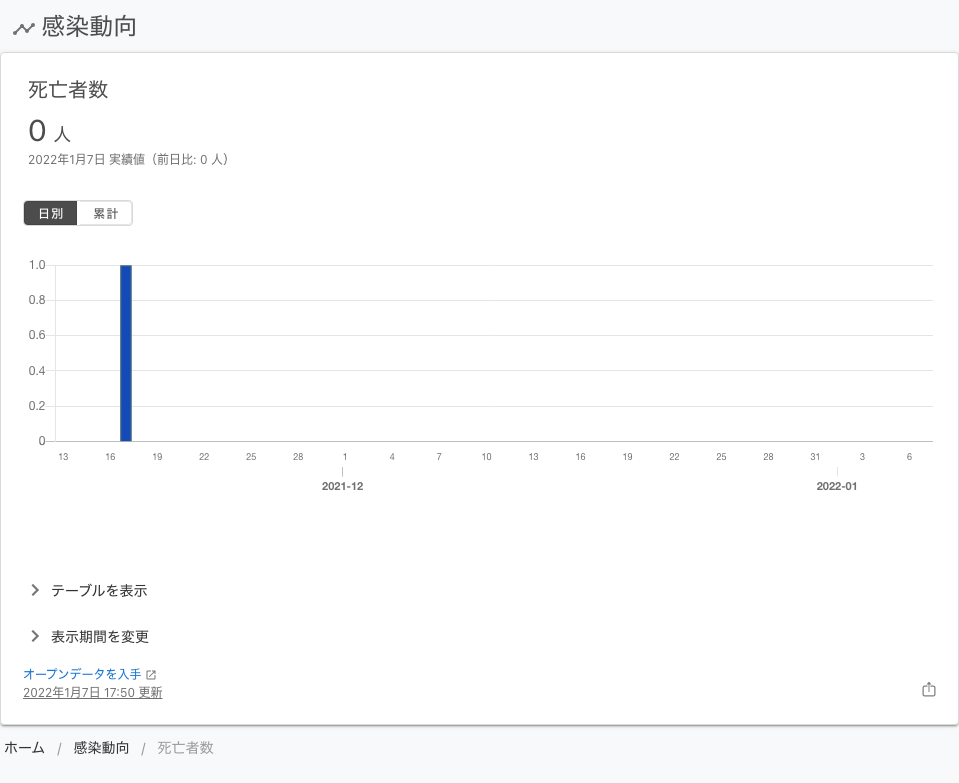 感染動向
死亡者数
0 人
2022年1月7日 実績値（前日比: 0 人）
日別 累計
1.0
0.8
0.6
0.4
0.2
0
13 16 19 22 25 28 1 4 7 10 13 16 19 22 25 28 31 3 6
2021-12 2022-01
テーブルを表示
表示期間を変更
オープンデータを入手
2022年1月7日 17:50 更新
ホーム / 感染動向 / 死亡者数